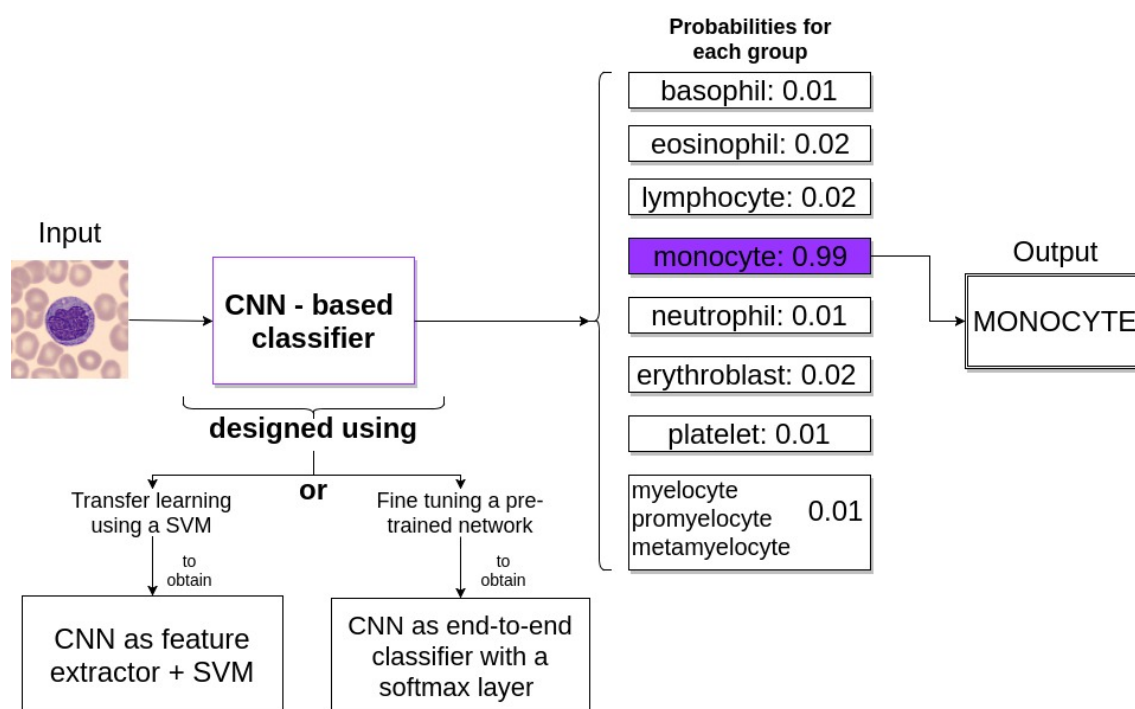 Probabilities for
each group
basophil: 0.01
eosinophil: 0.02
lymphocyte: 0.02
monocyte: 0.99
neutrophil: 0.01
erythroblast: 0.02
platelet: 0.01
myelocyte
promyelocyte 0.01
metamyelocyte
Input
CNN - based
classifier
Output
MONOCYTE
designed using
or
Transfer learning
using a SVM
to
obtain
CNN as feature
extractor + SVM
Fine tuning a pre-
trained network
to
obtain
CNN as end-to-end
classifier with a
softmax layer